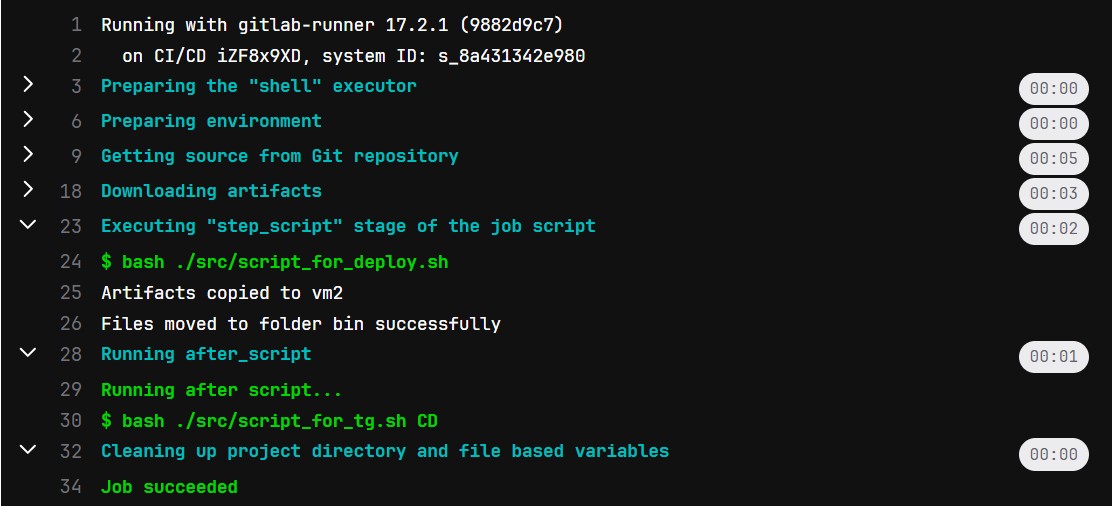 1 Running with gitlab-runner 17.2.1 (9882d9c7)
2 on CI/CD iZF8x9XD, system ID: s_8a431342e980
3 Preparing the "shell" executor 00:00
6 Preparing environment 00:00
9 Getting source from Git repository 00:05
18 Downloading artifacts 00:03
23 Executing "step_script" stage of the job script 00:02
24 $ bash ./src/script_for_deploy.sh
25 Artifacts copied to vm2
26 Files moved to folder bin successfully
28 Running after_script 00:01
29 Running after script...
30 $ bash ./src/script_for_tg.sh CD
32 Cleaning up project directory and file based variables 00:00
34 Job succeeded